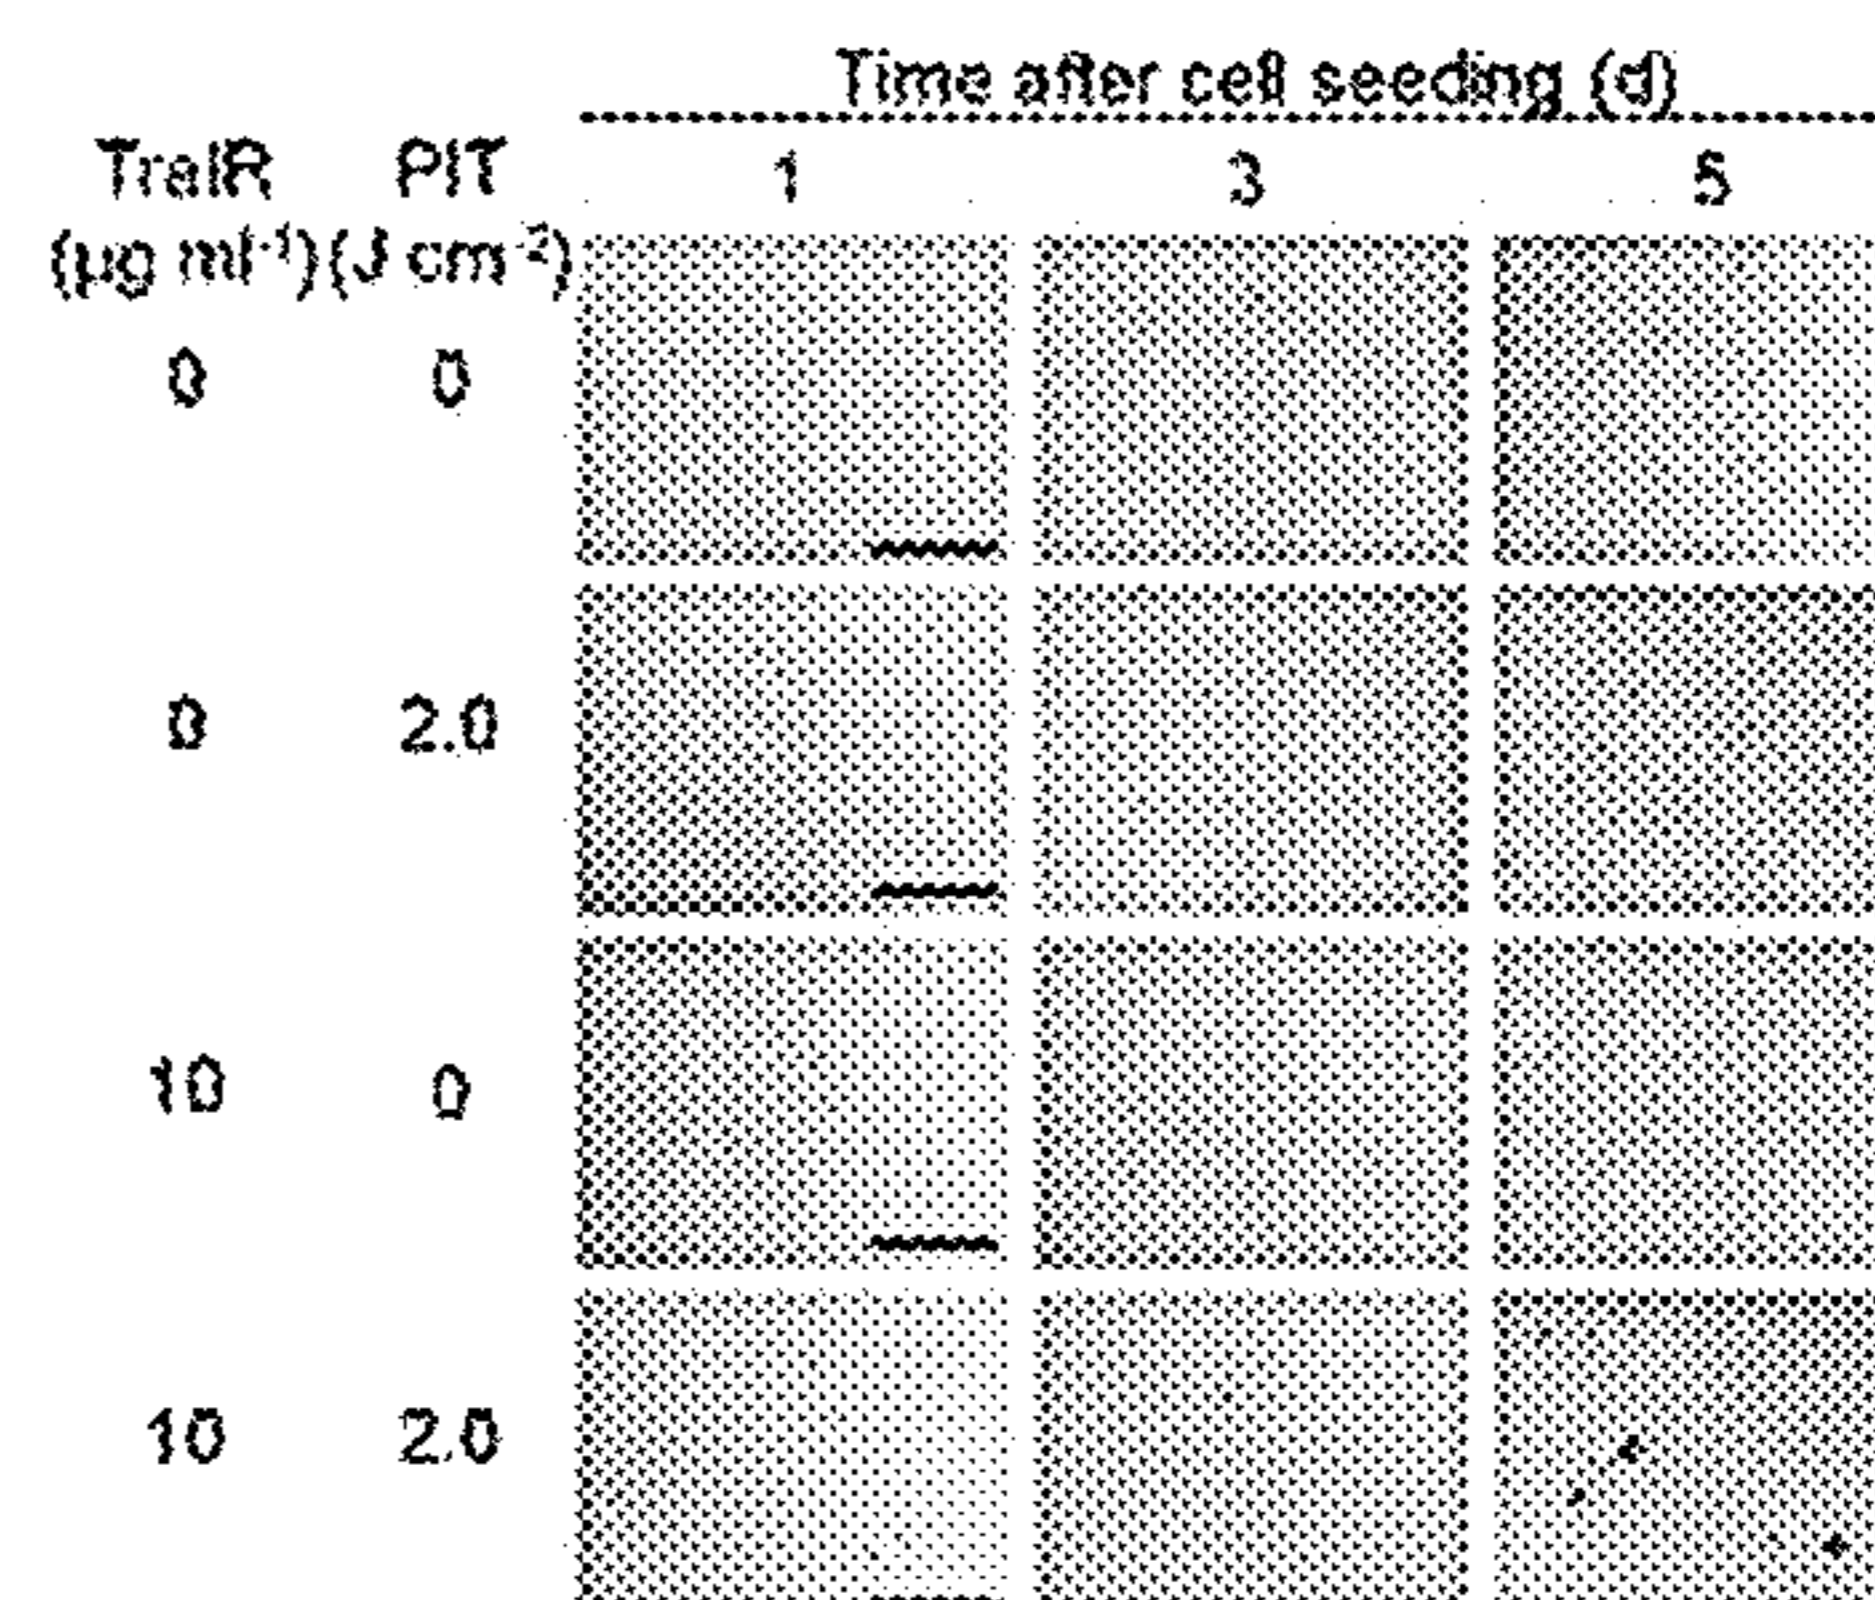 Time after cell seeding (d)
TraIR PIT 1 3 5
(µg ml⁻¹) (J cm⁻²)
0 0
0 2.0
10 0
10 2.0